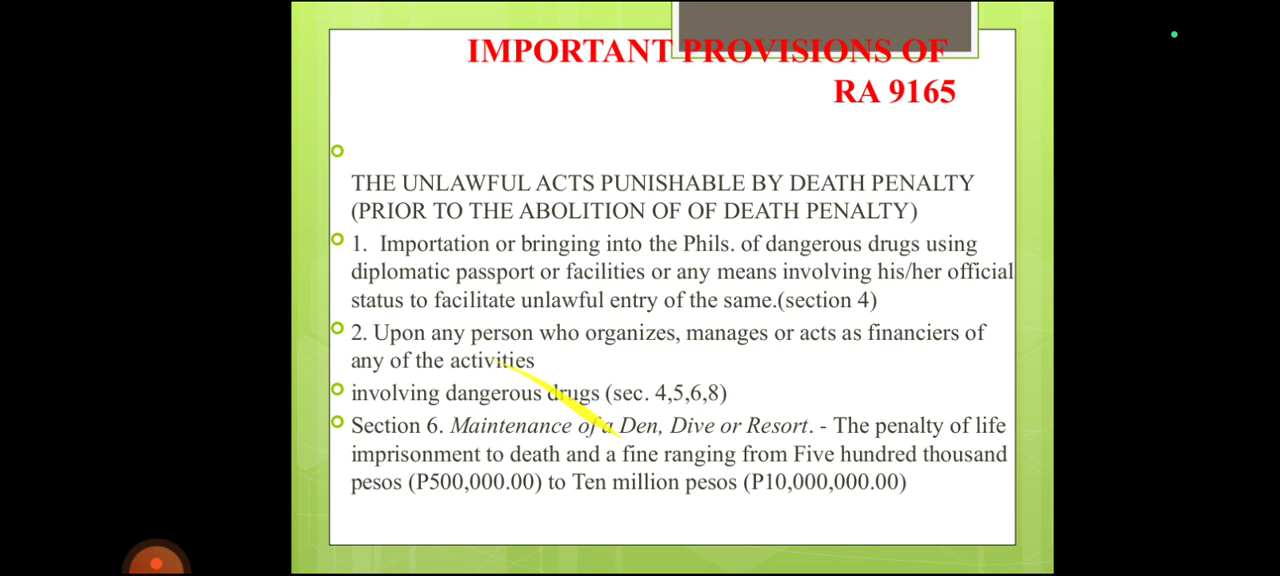 IMPORTANT PROVISIONS OF
RA 9165
THE UNLAWFUL ACTS PUNISHABLE BY DEATH PENALTY
(PRIOR TO THE ABOLITION OF OF DEATH PENALTY)
1. Importation or bringing into the Phils. of dangerous drugs using
diplomatic passport or facilities or any means involving his/her official
status to facilitate unlawful entry of the same.(section 4)
2. Upon any person who organizes, manages or acts as financiers of
any of the activities
involving dangerous drugs (sec. 4,5,6,8)
Section 6. Maintenance of a Den, Dive or Resort. - The penalty of life
imprisonment to death and a fine ranging from Five hundred thousand
pesos (P500,000.00) to Ten million pesos (P10,000,000.00)